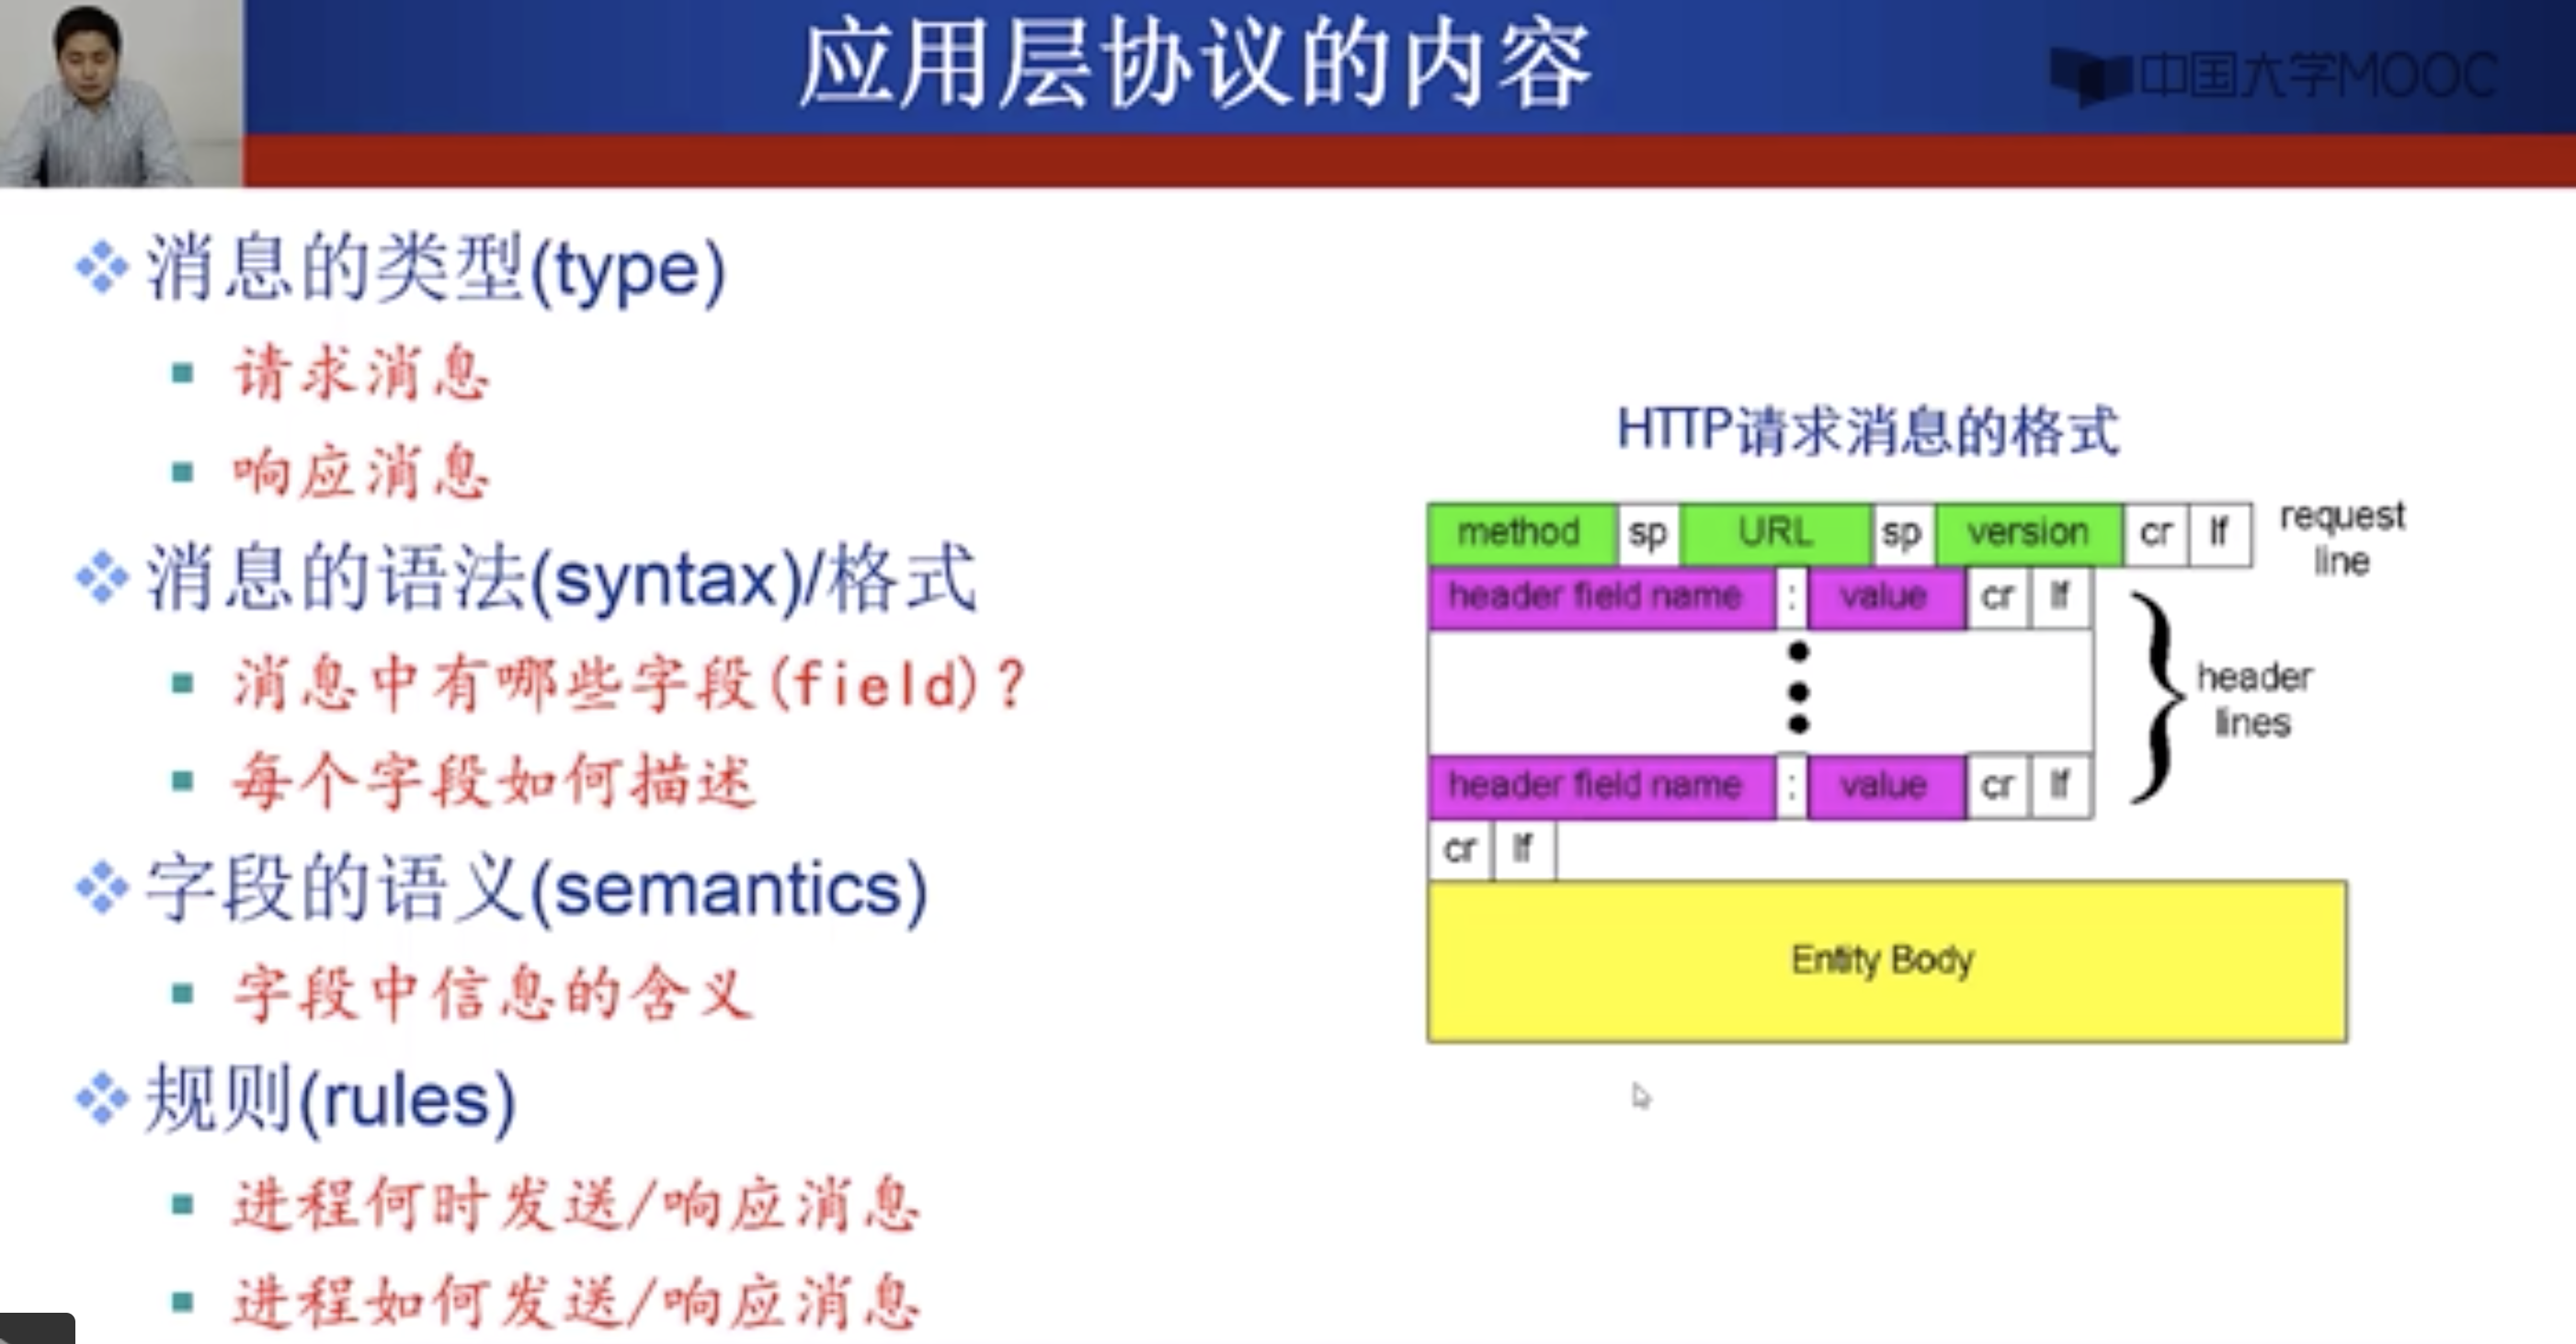 应用层协议的内容
中国大学MOOC
消息的类型(type)
请求消息
响应消息
消息的语法(syntax)/格式
消息中有哪些字段(field)?
每个字段如何描述
字段的语义(semantics)
字段中信息的含义
规则(rules)
进程何时发送/响应消息
进程如何发送/响应消息
HTTP请求消息的格式
method sp URL sp version cr lf
request
line
header field name : value cr lf
header
lines
header field name : value cr lf
cr lf
Entity Body